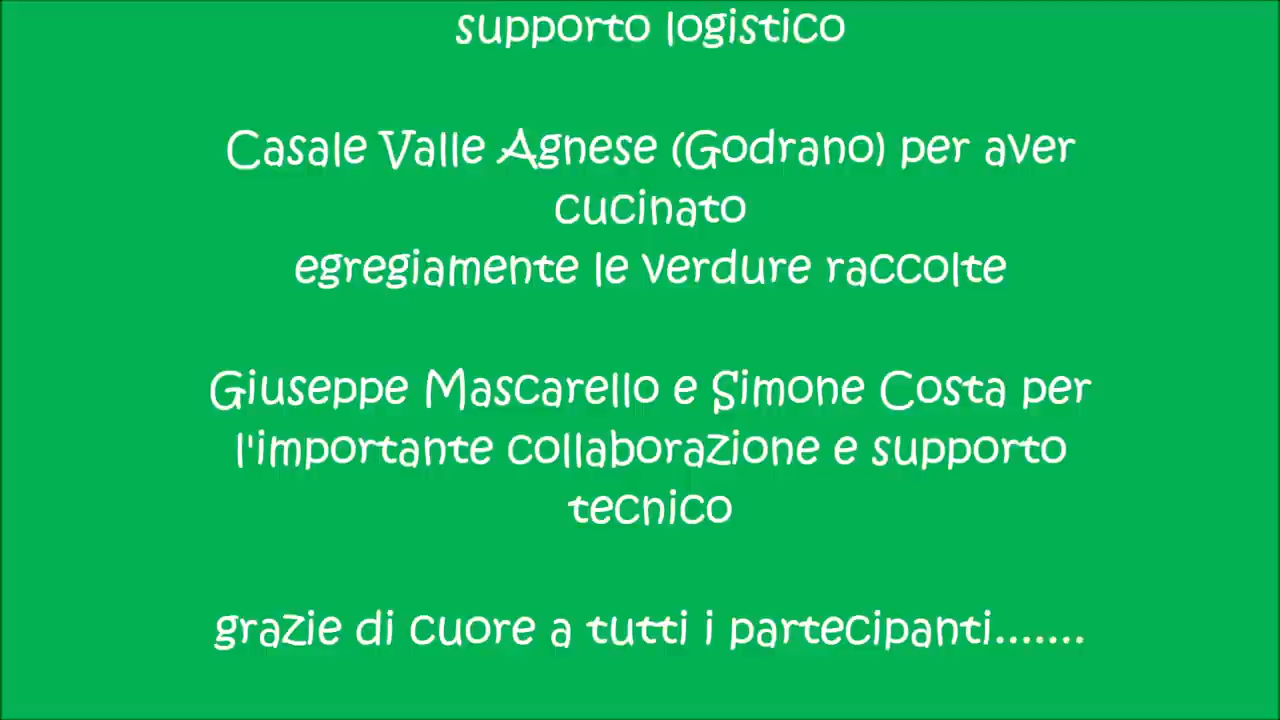 supporto logistico
Casale Valle Agnese (Godrano) per aver
cucinato
egregiamente le verdure raccolte
Giuseppe Mascarello e Simone Costa per
l'importante collaborazione e supporto
tecnico
grazie di cuore a tutti i partecipanti.......